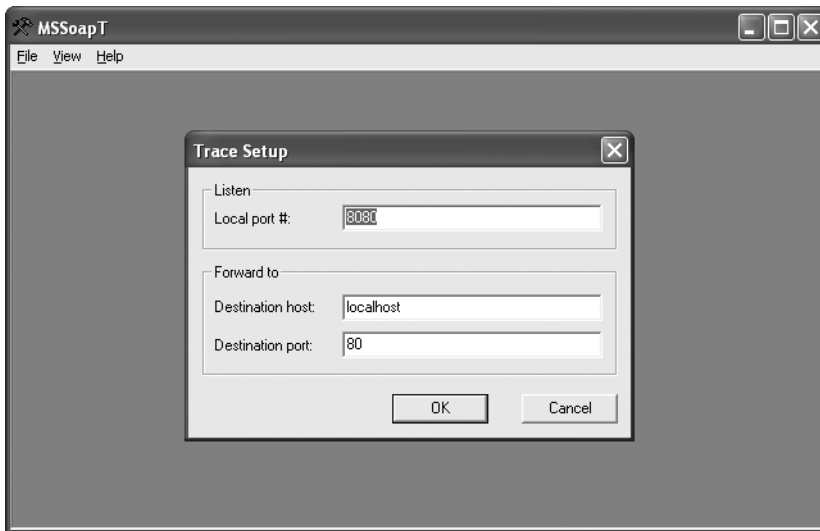 MSSoapT
File View Help
Trace Setup
Listen
Local port #: 8080
Forward to
Destination host: localhost
Destination port: 80
OK Cancel